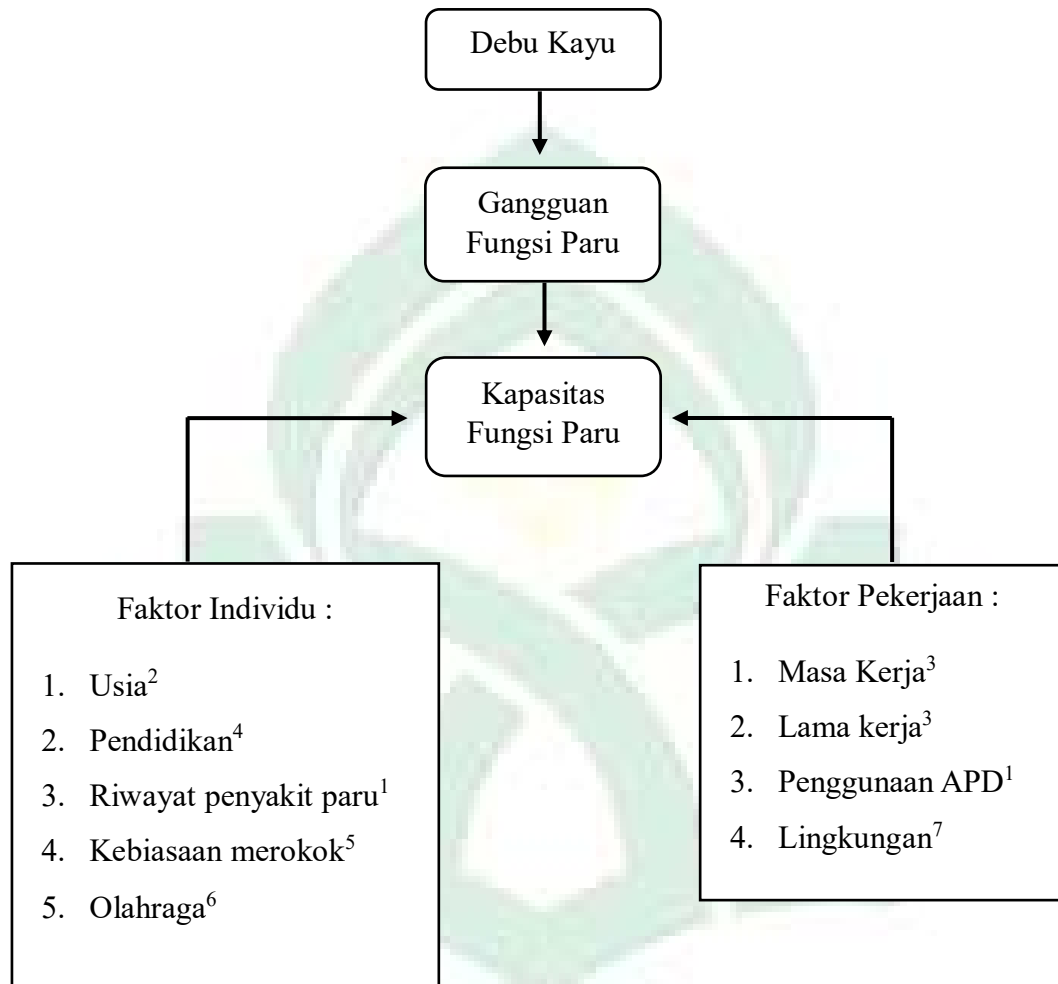 Debu Kayu
Gangguan
Fungsi Paru
Kapasitas
Fungsi Paru
Faktor Individu :
1. Usia²
2. Pendidikan⁴
3. Riwayat penyakit paru¹
4. Kebiasaan merokok⁵
5. Olahraga⁶
Faktor Pekerjaan :
1. Masa Kerja³
2. Lama kerja³
3. Penggunaan APD¹
4. Lingkungan⁷